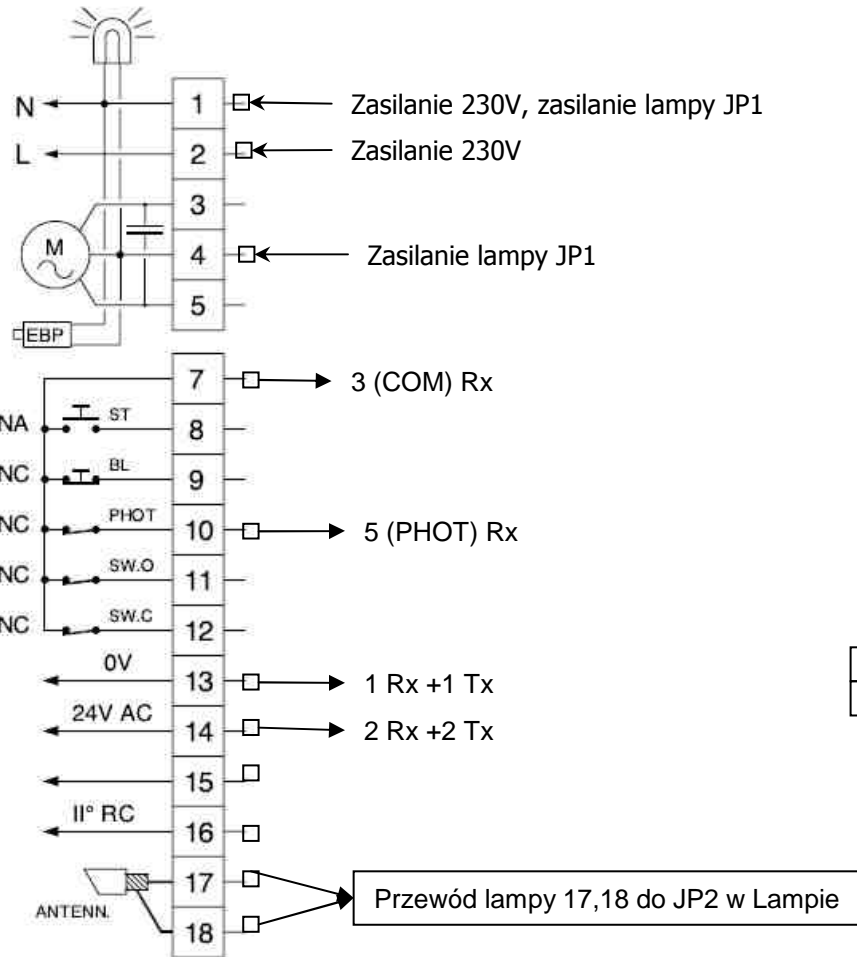 N 1 Zasilanie 230V, zasilanie lampy JP1
L 2 Zasilanie 230V
3
M 4 Zasilanie lampy JP1
5
EBP
7 3 (COM) Rx
NA ST 8
NC BL 9
NC PHOT 10 5 (PHOT) Rx
NC SW.O 11
NC SW.C 12
0V 13 1 Rx +1 Tx
24V AC 14 2 Rx +2 Tx
15
II° RC 16
17
Przewód lampy 17,18 do JP2 w Lampie
ANTENN. 18